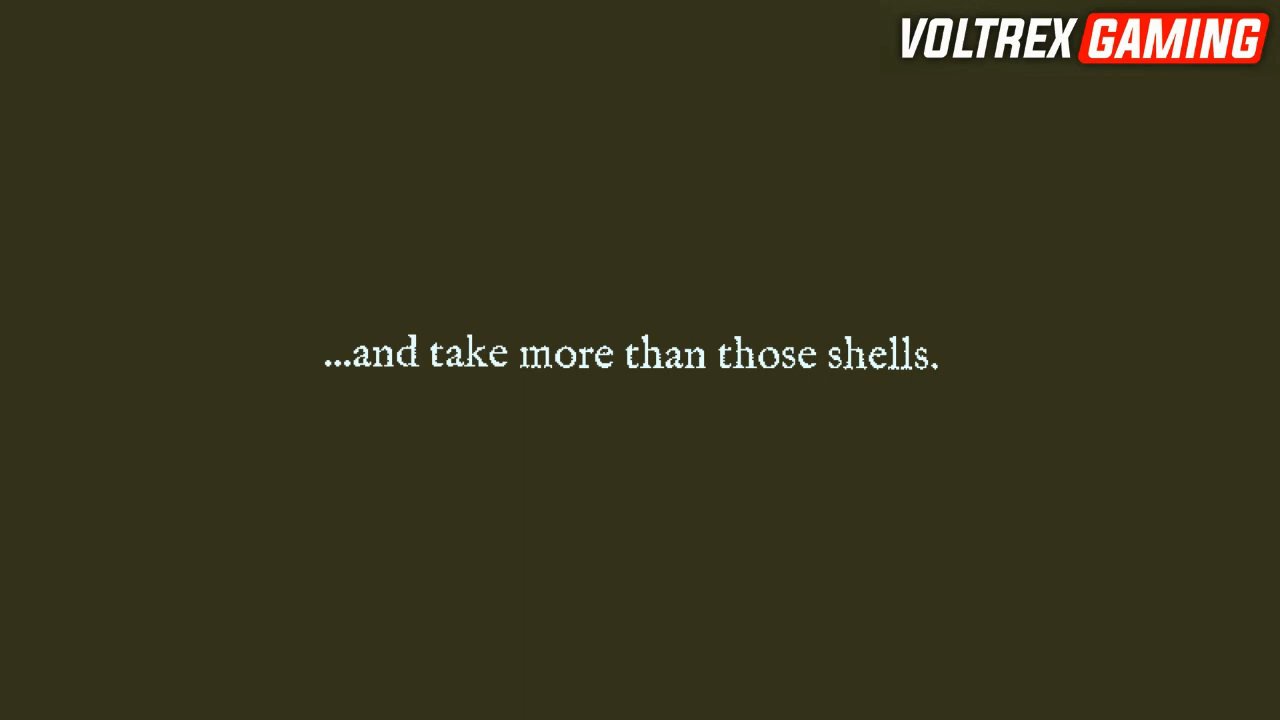 VOLTREX GAMING
...and take more than those shells.